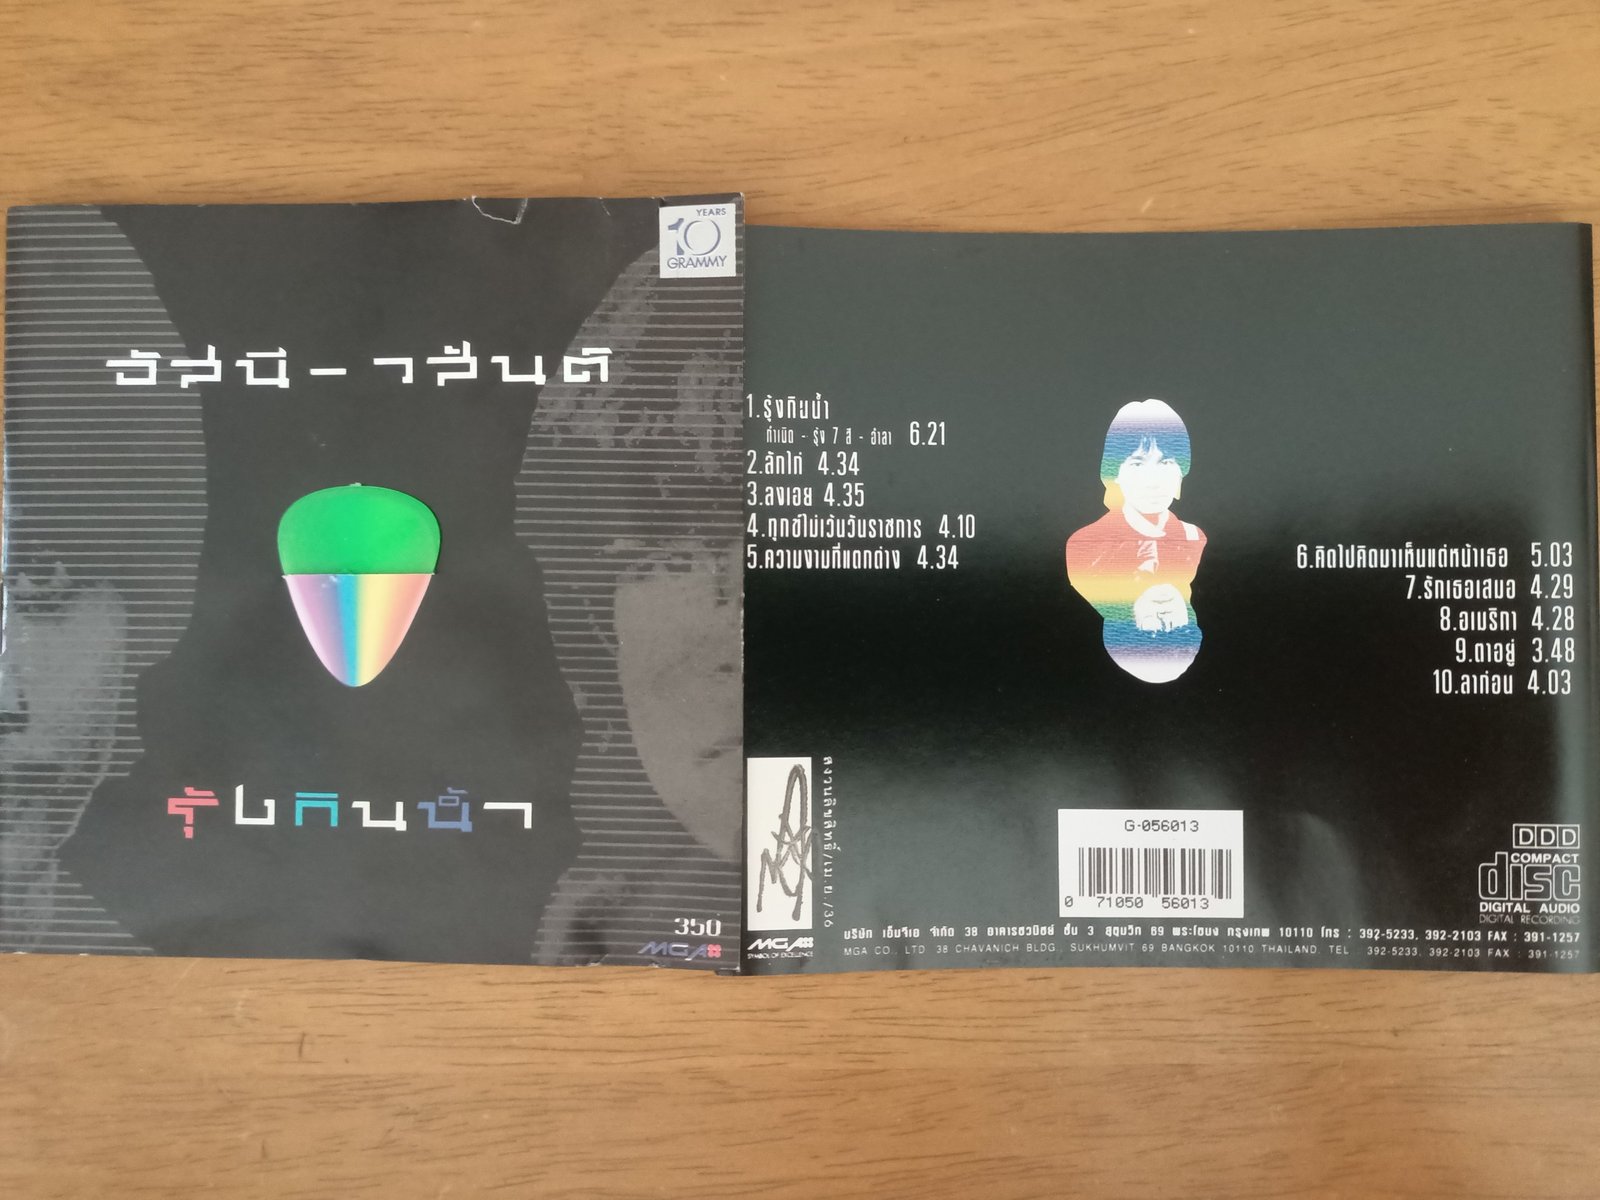 10 YEARS
GRAMMY
อัสนี - วสันต์
รุ้งกินน้ำ
350
MGA
1.รุ้งกินน้ำ
กำเนิด - รุ้ง 7 สี - อำลา 6.21
2.ลักไก่ 4.34
3.ลงเอย 4.35
4.ทุกข์ไม่เว้นวันราชการ 4.10
5.ความงามที่แตกต่าง 4.34
6.คิดไปคิดมาเห็นแต่หน้าเธอ 5.03
7.รักเธอเสมอ 4.29
8.อเมริกา 4.28
9.ตาอยู่ 3.48
10.ลาก่อน 4.03
สงวนลิขสิทธิ์/เม.ย./36
MGA
SYMBOL OF EXCELLENCE
G-056013
0 71050 56013
DDD
COMPACT
disc
DIGITAL AUDIO
DIGITAL RECORDING
บริษัท เอ็มจีเอ จำกัด 38 อาคารชวนิชย์ ชั้น 3 สุขุมวิท 69 พระโขนง กรุงเทพ 10110 โทร : 392-5233, 392-2103 FAX : 391-1257
MGA CO., LTD 38 CHAVANICH BLDG., SUKHUMVIT 69 BANGKOK 10110 THAILAND. TEL : 392-5233, 392-2103 FAX : 391-1257